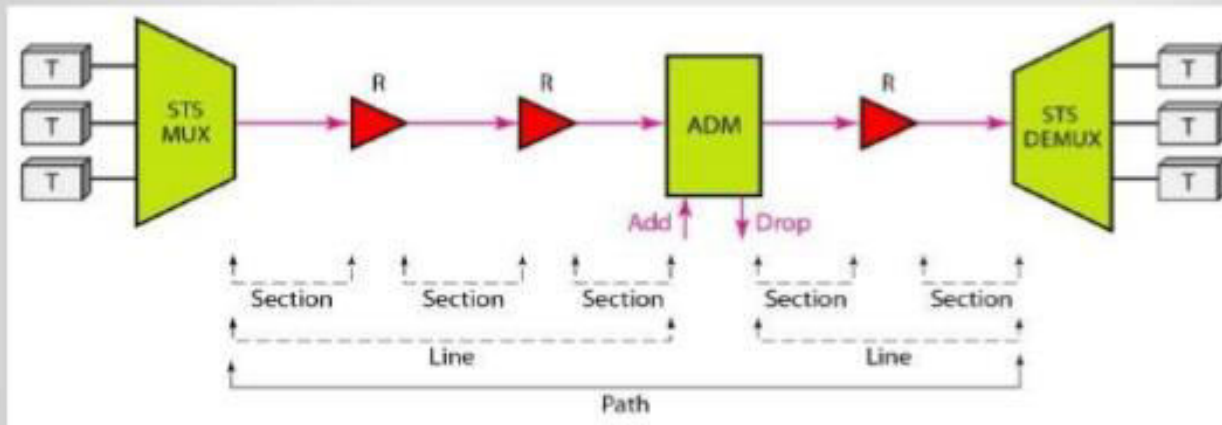 R R R
T T
STS
MUX
ADM
STS
DEMUX
T T
T T
Add Drop
Section Section Section Section Section
Line Line
Path